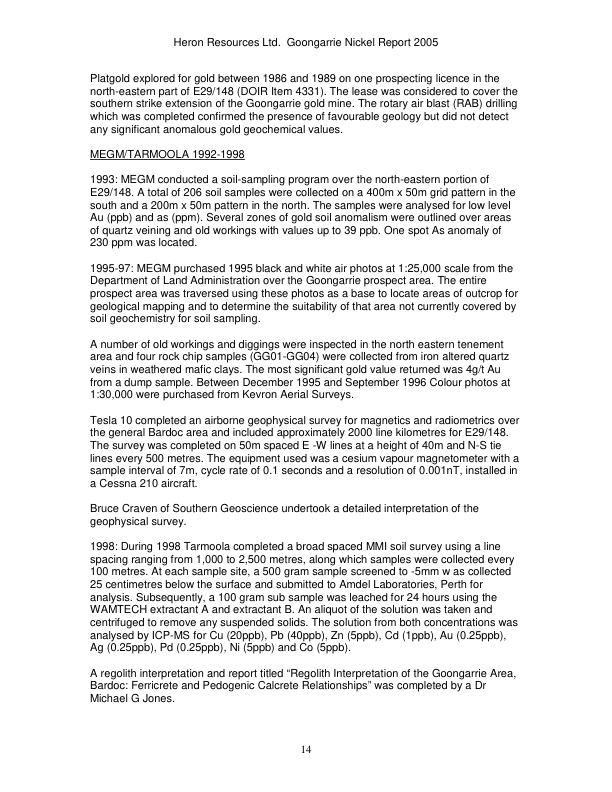 Heron Resources Ltd.  Goongarrie Nickel Report 2005
Platgold explored for gold between 1986 and 1989 on one prospecting licence in the
north-eastern part of E29/148 (DOIR Item 4331). The lease was considered to cover the
southern strike extension of the Goongarrie gold mine. The rotary air blast (RAB) drilling
which was completed confirmed the presence of favourable geology but did not detect
any significant anomalous gold geochemical values.
MEGM/TARMOOLA 1992-1998
1993: MEGM conducted a soil-sampling program over the north-eastern portion of
E29/148. A total of 206 soil samples were collected on a 400m x 50m grid pattern in the
south and a 200m x 50m pattern in the north. The samples were analysed for low level
Au (ppb) and as (ppm). Several zones of gold soil anomalism were outlined over areas
of quartz veining and old workings with values up to 39 ppb. One spot As anomaly of
230 ppm was located.
1995-97: MEGM purchased 1995 black and white air photos at 1:25,000 scale from the
Department of Land Administration over the Goongarrie prospect area. The entire
prospect area was traversed using these photos as a base to locate areas of outcrop for
geological mapping and to determine the suitability of that area not currently covered by
soil geochemistry for soil sampling.
A number of old workings and diggings were inspected in the north eastern tenement
area and four rock chip samples (GG01-GG04) were collected from iron altered quartz
veins in weathered mafic clays. The most significant gold value returned was 4g/t Au
from a dump sample. Between December 1995 and September 1996 Colour photos at
1:30,000 were purchased from Kevron Aerial Surveys.
Tesla 10 completed an airborne geophysical survey for magnetics and radiometrics over
the general Bardoc area and included approximately 2000 line kilometres for E29/148.
The survey was completed on 50m spaced E -W lines at a height of 40m and N-S tie
lines every 500 metres. The equipment used was a cesium vapour magnetometer with a
sample interval of 7m, cycle rate of 0.1 seconds and a resolution of 0.001nT, installed in
a Cessna 210 aircraft.
Bruce Craven of Southern Geoscience undertook a detailed interpretation of the
geophysical survey.
1998: During 1998 Tarmoola completed a broad spaced MMI soil survey using a line
spacing ranging from 1,000 to 2,500 metres, along which samples were collected every
100 metres. At each sample site, a 500 gram sample screened to -5mm w as collected
25 centimetres below the surface and submitted to Amdel Laboratories, Perth for
analysis. Subsequently, a 100 gram sub sample was leached for 24 hours using the
WAMTECH extractant A and extractant B. An aliquot of the solution was taken and
centrifuged to remove any suspended solids. The solution from both concentrations was
analysed by ICP-MS for Cu (20ppb), Pb (40ppb), Zn (5ppb), Cd (1ppb), Au (0.25ppb),
Ag (0.25ppb), Pd (0.25ppb), Ni (5ppb) and Co (5ppb).
A regolith interpretation and report titled “Regolith Interpretation of the Goongarrie Area,
Bardoc: Ferricrete and Pedogenic Calcrete Relationships” was completed by a Dr
Michael G Jones.
14